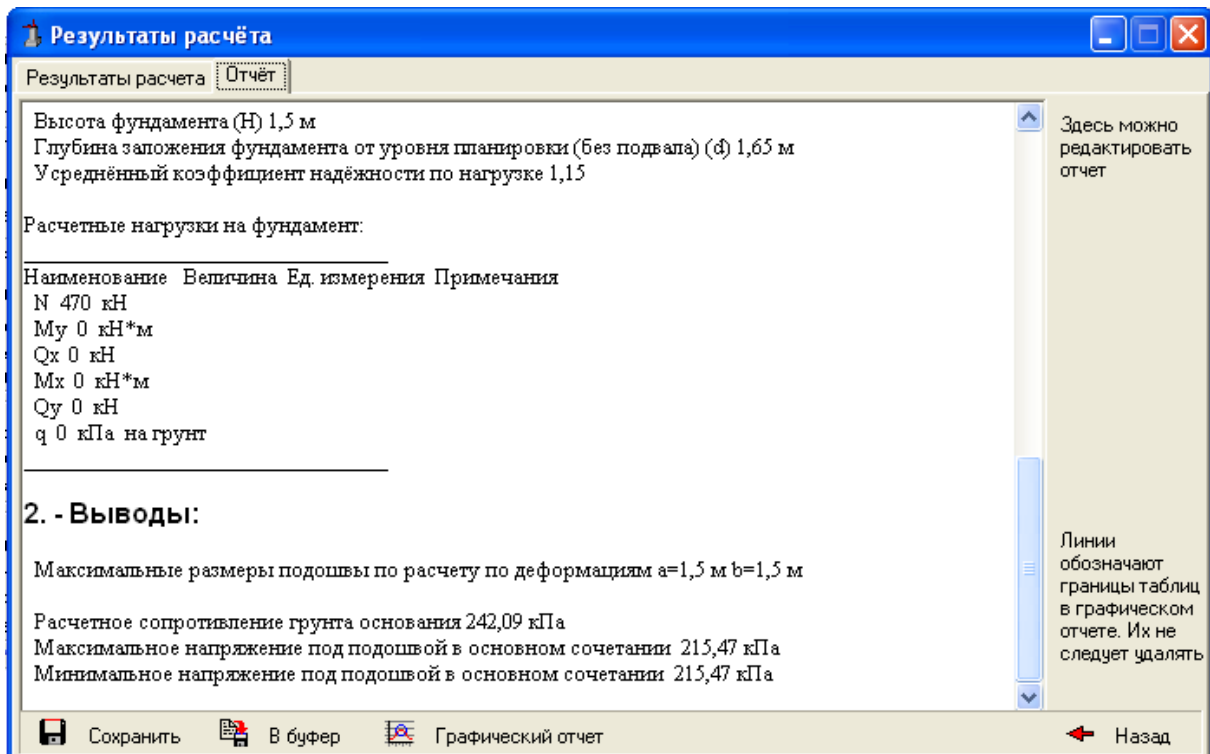 Результаты расчёта
Результаты расчета Отчёт
Высота фундамента (H) 1,5 м
Глубина заложения фундамента от уровня планировки (без подвала) (d) 1,65 м
Усреднённый коэффициент надёжности по нагрузке 1,15
Расчетные нагрузки на фундамент:
Наименование Величина Ед. измерения Примечания
N 470 кН
My 0 кН*м
Qx 0 кН
Mx 0 кН*м
Qy 0 кН
q 0 кПа на грунт
2. - Выводы:
Максимальные размеры подошвы по расчету по деформациям a=1,5 м b=1,5 м
Расчетное сопротивление грунта основания 242,09 кПа
Максимальное напряжение под подошвой в основном сочетании 215,47 кПа
Минимальное напряжение под подошвой в основном сочетании 215,47 кПа
Здесь можно
редактировать
отчет
Линии
обозначают
границы таблиц
в графическом
отчете. Их не
следует удалять
Сохранить В буфер Графический отчет Назад